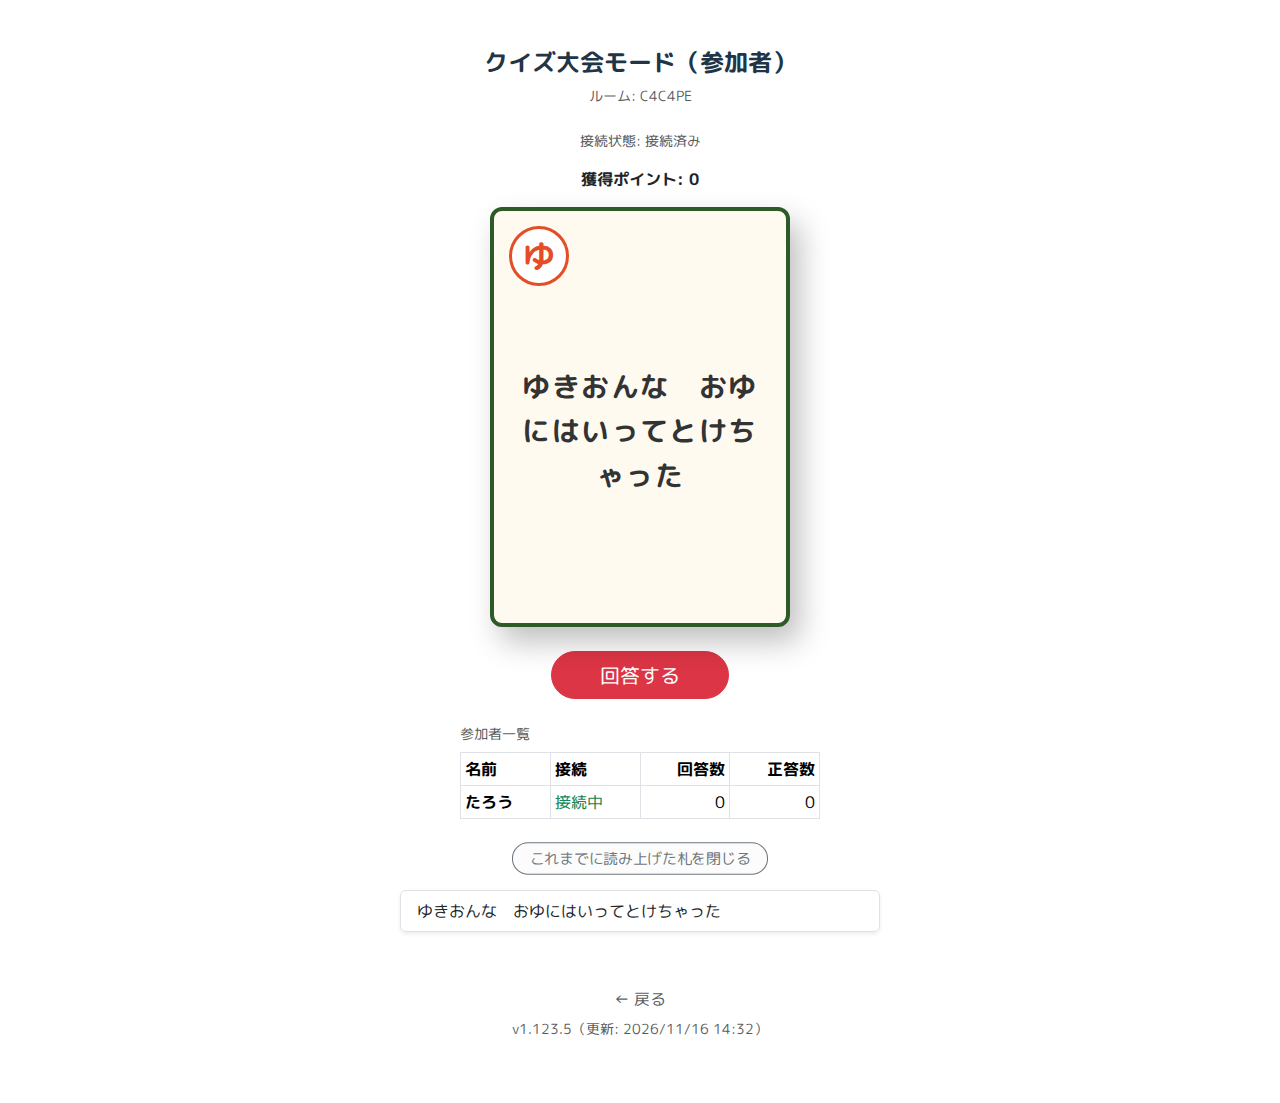 クイズ大会モード（参加者）
ルーム: C4C4PE
接続状態: 接続済み
獲得ポイント: 0
ゆ
ゆきおんな　おゆ
にはいってとけち
ゃった
回答する
参加者一覧
名前 接続 回答数 正答数
たろう 接続中 0 0
これまでに読み上げた札を閉じる
ゆきおんな　おゆにはいってとけちゃった
← 戻る
v1.123.5（更新: 2026/11/16 14:32）